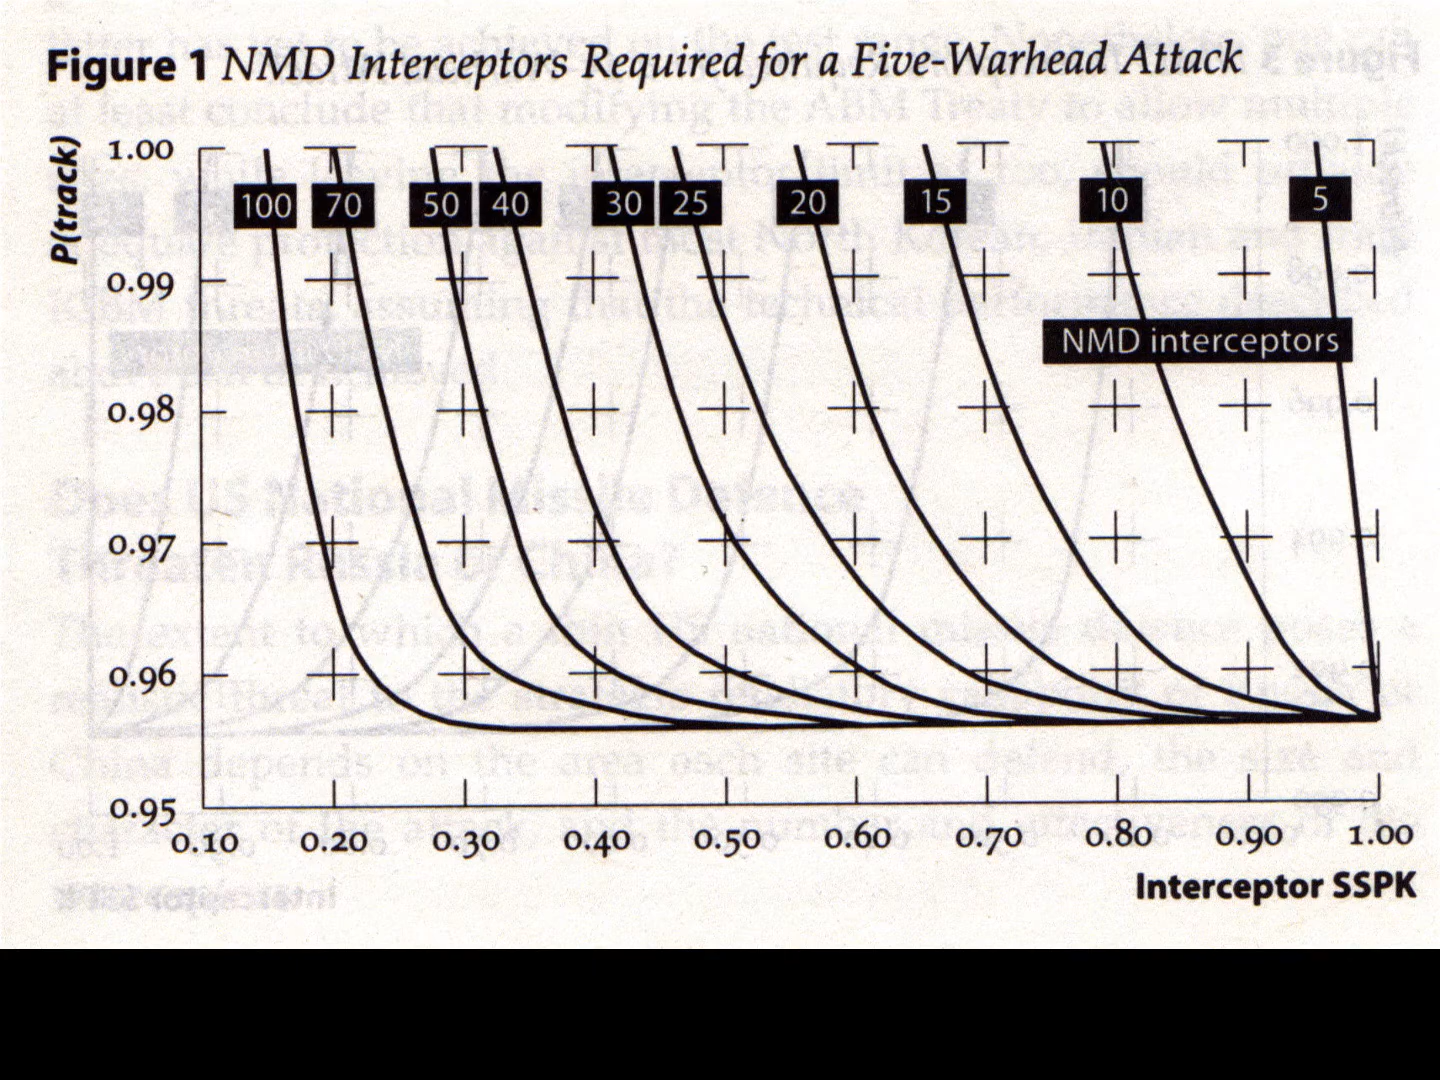 Figure 1 NMD Interceptors Required for a Five-Warhead Attack
P(track)
1.00
100 70 50 40 30 25 20 15 10 5
0.99
NMD interceptors
0.98
0.97
0.96
0.95
0.10 0.20 0.30 0.40 0.50 0.60 0.70 0.80 0.90 1.00
Interceptor SSPK